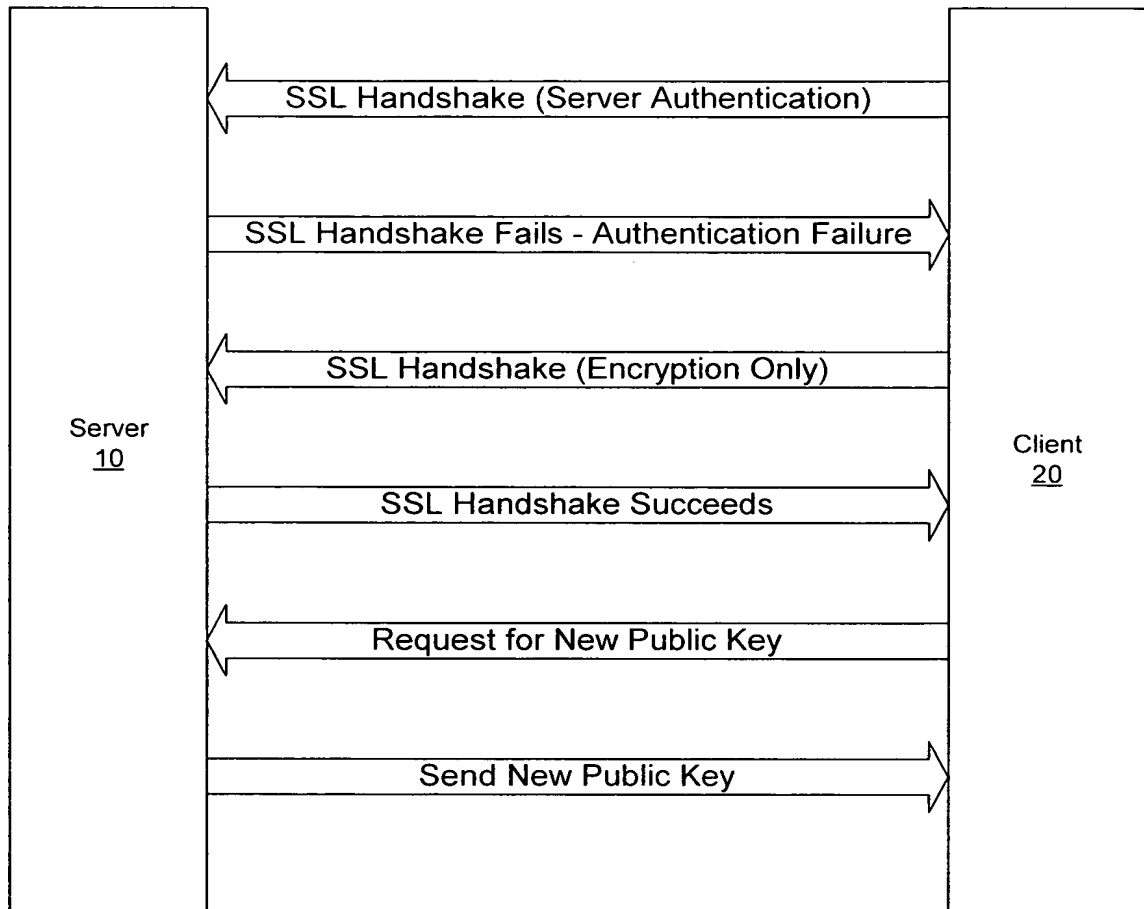 SSL Handshake (Server Authentication)
SSL Handshake Fails - Authentication Failure
SSL Handshake (Encryption Only)
Server
10
Client
20
SSL Handshake Succeeds
Request for New Public Key
Send New Public Key